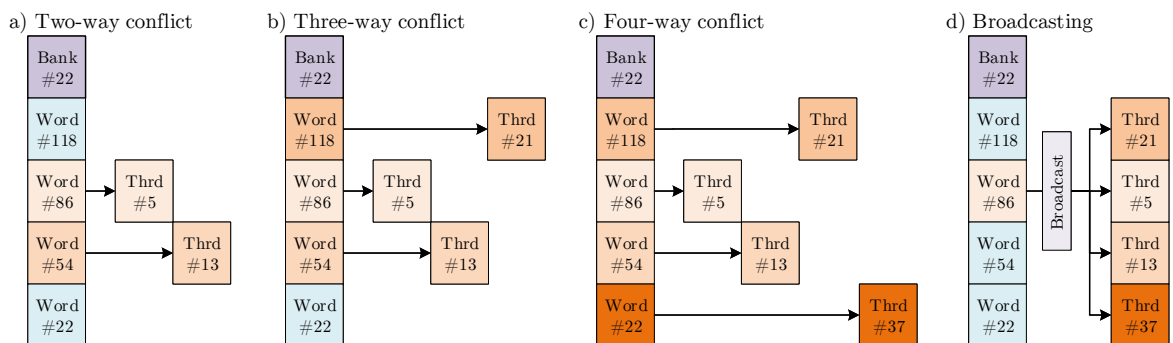 a) Two-way conflict
Bank
#22
Word
#118
Word
#86
Thrd
#5
Word
#54
Thrd
#13
Word
#22
b) Three-way conflict
Bank
#22
Word
#118
Thrd
#21
Word
#86
Thrd
#5
Word
#54
Thrd
#13
Word
#22
c) Four-way conflict
Bank
#22
Word
#118
Thrd
#21
Word
#86
Thrd
#5
Word
#54
Thrd
#13
Word
#22
Thrd
#37
d) Broadcasting
Bank
#22
Word
#118
Word
#86
Word
#54
Word
#22
Broadcast
Thrd
#21
Thrd
#5
Thrd
#13
Thrd
#37